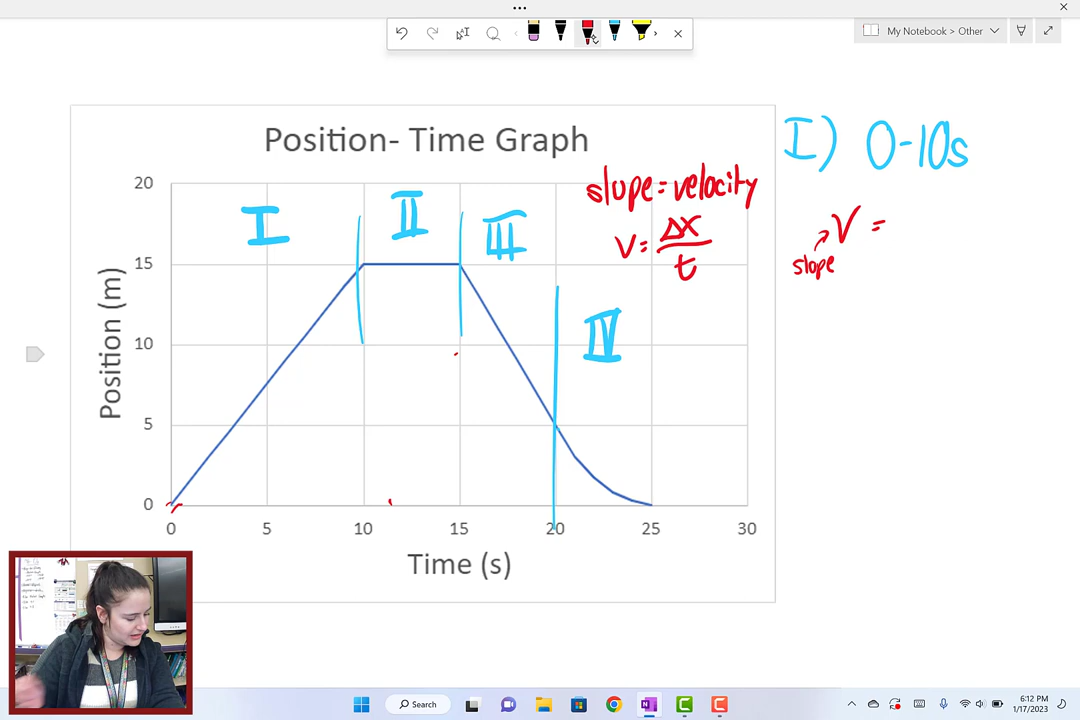 My Notebook > Other
Position- Time Graph
I) 0-10s
20
slope = velocity
I
II
III
V = Δx
t
V =
slope
15
10
5
0
IV
Position (m)
0
5
10
15
20
25
30
Time (s)
Search
6:12 PM
1/17/2023